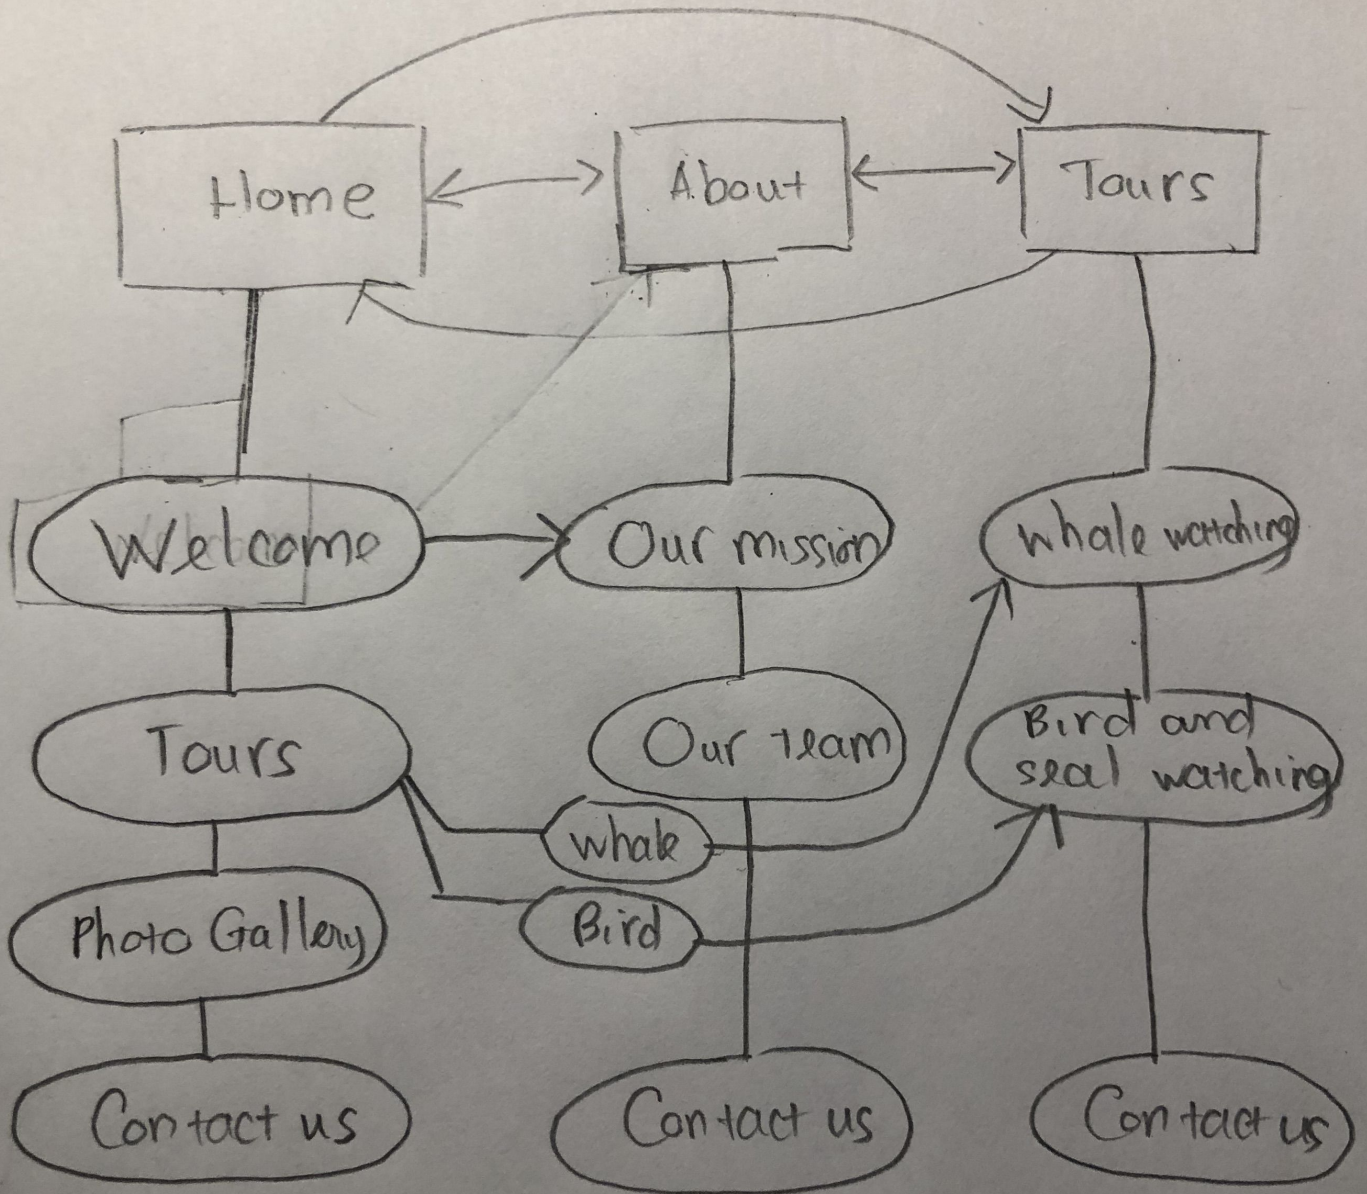 Home
About
Tours
Welcome
Our mission
Whale watching
Tours
Our team
Bird and
seal watching
Whale
Bird
Photo Gallery
Contact us
Contact us
Contact us